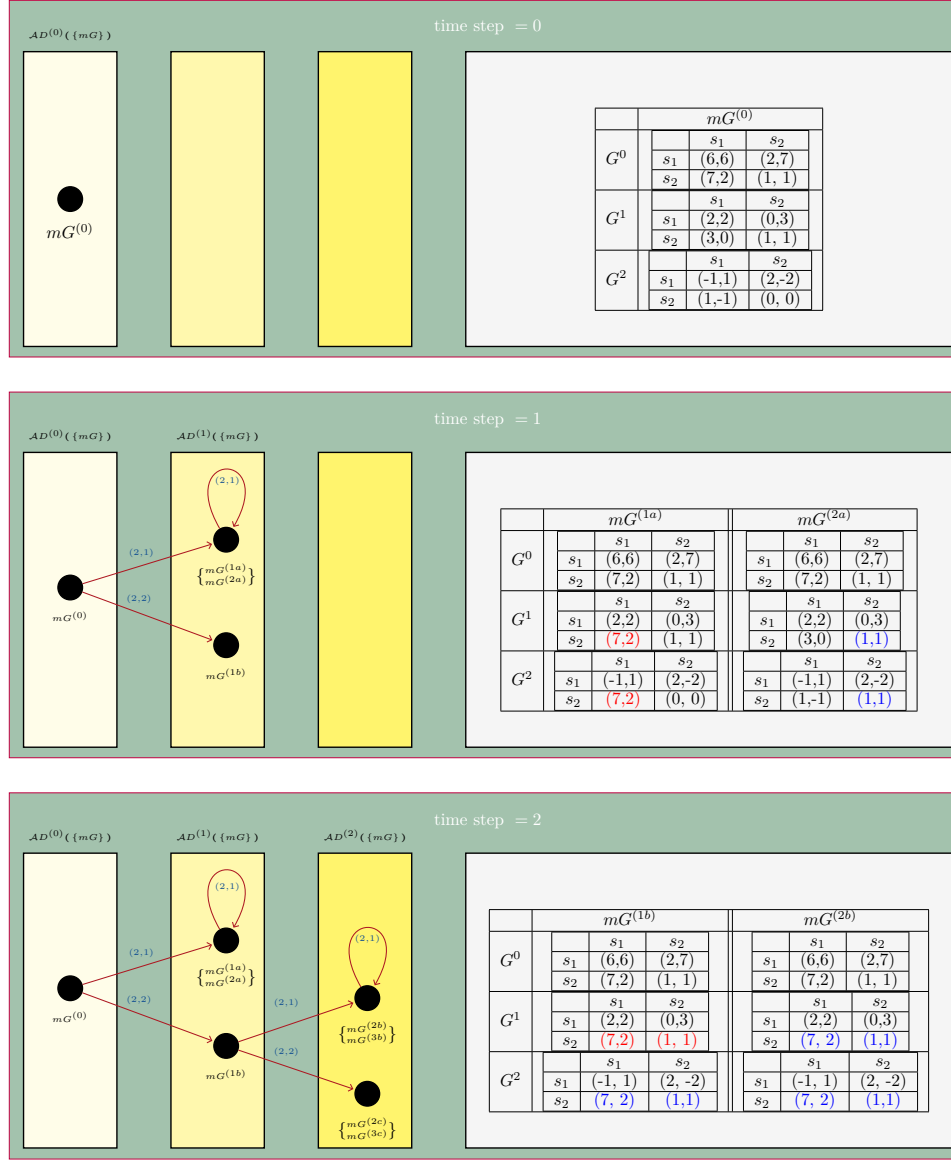 time step = 0
𝒜D^(0)({mG})
mG^(0)
mG^(0)
G^0
s_1 s_2
s_1 (6,6) (2,7)
s_2 (7,2) (1, 1)
G^1
s_1 s_2
s_1 (2,2) (0,3)
s_2 (3,0) (1, 1)
G^2
s_1 s_2
s_1 (-1,1) (2,-2)
s_2 (1,-1) (0, 0)
time step = 1
𝒜D^(0)({mG}) 𝒜D^(1)({mG})
(2,1)
(2,1)
{mG^(1a) mG^(2a)}
(2,2)
mG^(0)
mG^(1b)
mG^(1a) mG^(2a)
G^0
s_1 s_2 s_1 s_2
s_1 (6,6) (2,7) s_1 (6,6) (2,7)
s_2 (7,2) (1, 1) s_2 (7,2) (1, 1)
G^1
s_1 s_2 s_1 s_2
s_1 (2,2) (0,3) s_1 (2,2) (0,3)
s_2 (7,2) (1, 1) s_2 (3,0) (1,1)
G^2
s_1 s_2 s_1 s_2
s_1 (-1,1) (2,-2) s_1 (-1,1) (2,-2)
s_2 (7,2) (0, 0) s_2 (1,-1) (1,1)
time step = 2
𝒜D^(0)({mG}) 𝒜D^(1)({mG}) 𝒜D^(2)({mG})
(2,1)
(2,1)
(2,1)
{mG^(1a) mG^(2a)}
(2,2)
(2,1)
mG^(0)
{mG^(2b) mG^(3b)}
(2,2)
mG^(1b)
{mG^(2c) mG^(3c)}
mG^(1b) mG^(2b)
G^0
s_1 s_2 s_1 s_2
s_1 (6,6) (2,7) s_1 (6,6) (2,7)
s_2 (7,2) (1, 1) s_2 (7,2) (1, 1)
G^1
s_1 s_2 s_1 s_2
s_1 (2,2) (0,3) s_1 (2,2) (0,3)
s_2 (7,2) (1, 1) s_2 (7, 2) (1,1)
G^2
s_1 s_2 s_1 s_2
s_1 (-1, 1) (2, -2) s_1 (-1, 1) (2, -2)
s_2 (7, 2) (1,1) s_2 (7, 2) (1,1)